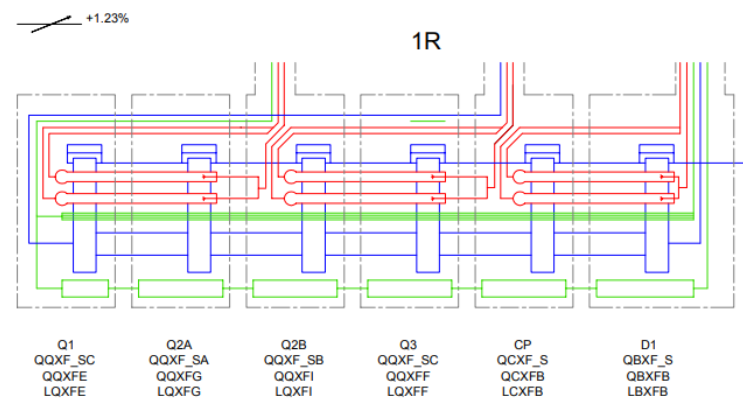 +1.23%
1R
Q1 Q2A Q2B Q3 CP D1
QQXF_SC QQXF_SA QQXF_SB QQXF_SC QCXF_S QBXF_S
QQXFE QQXFG QQXFI QQXFF QCXFB QBXFB
LQXFE LQXFG LQXFI LQXFF LCXFB LBXFB